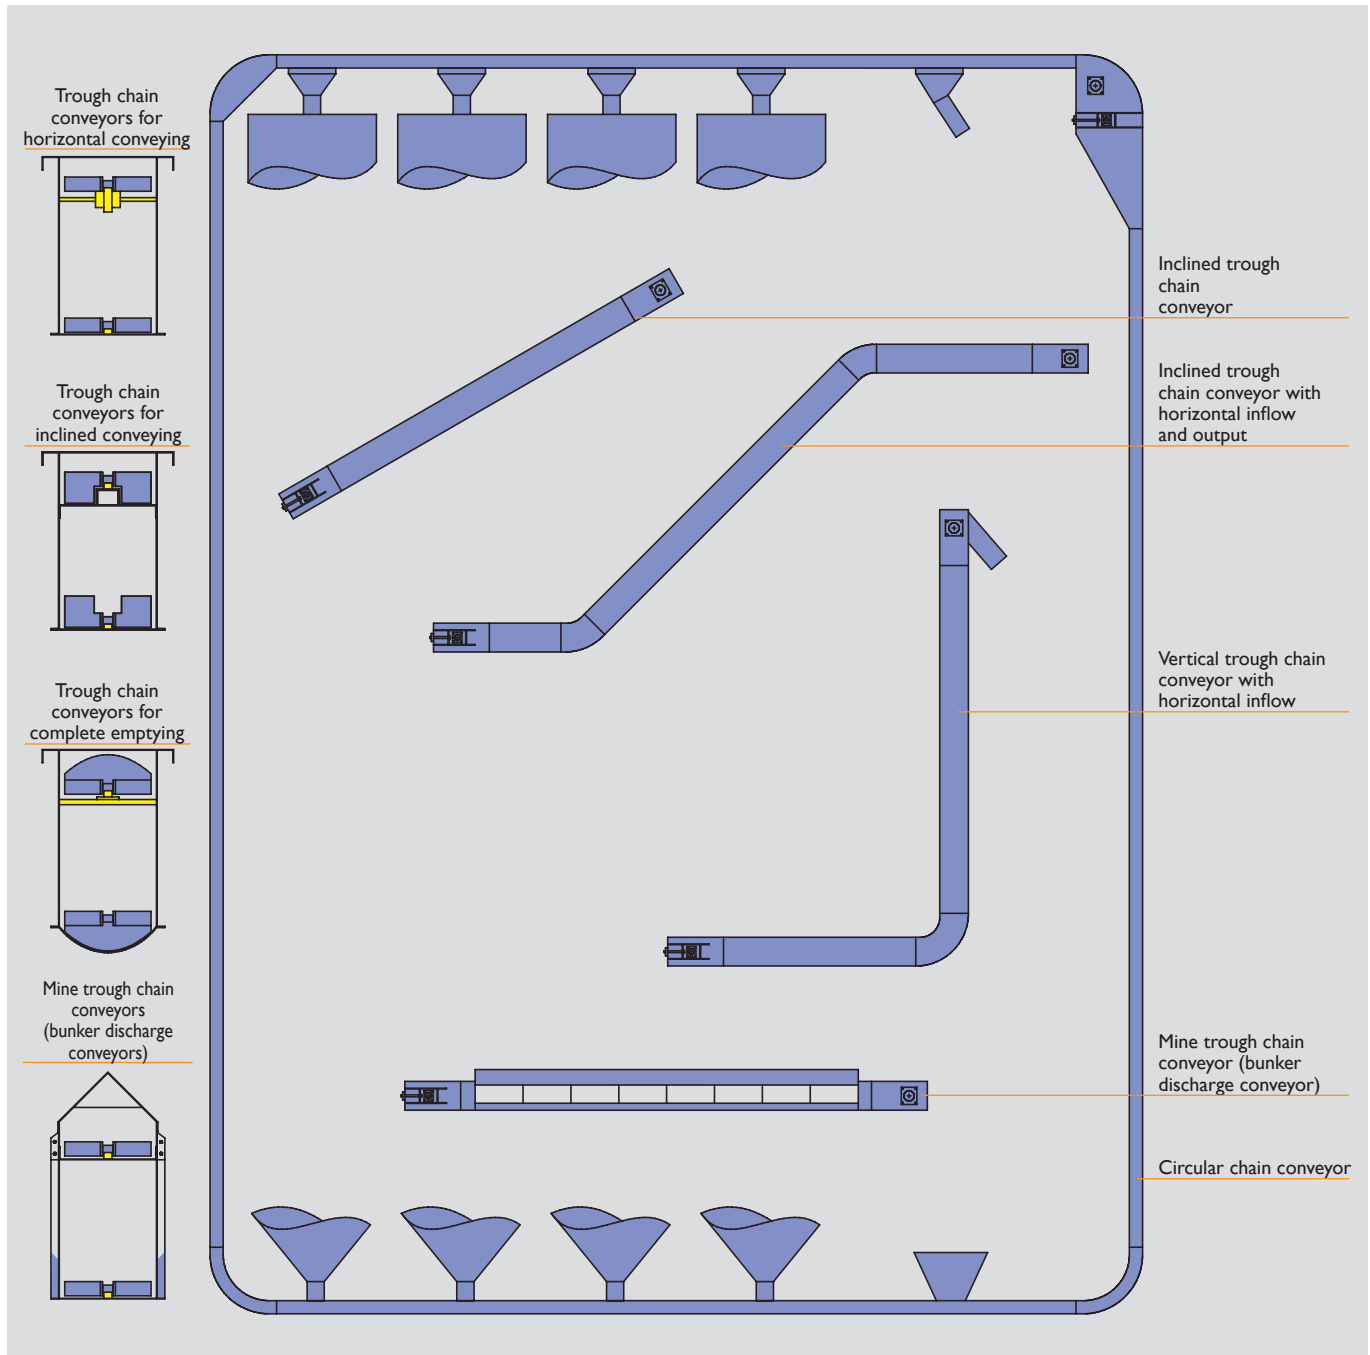 Trough chain
conveyors for
horizontal conveying
Trough chain
conveyors for
inclined conveying
Trough chain
conveyors for
complete emptying
Mine trough chain
conveyors
(bunker discharge
conveyors)
Inclined trough
chain
conveyor
Inclined trough
chain conveyor with
horizontal inflow
and output
Vertical trough chain
conveyor with
horizontal inflow
Mine trough chain
conveyor (bunker
discharge conveyor)
Circular chain conveyor